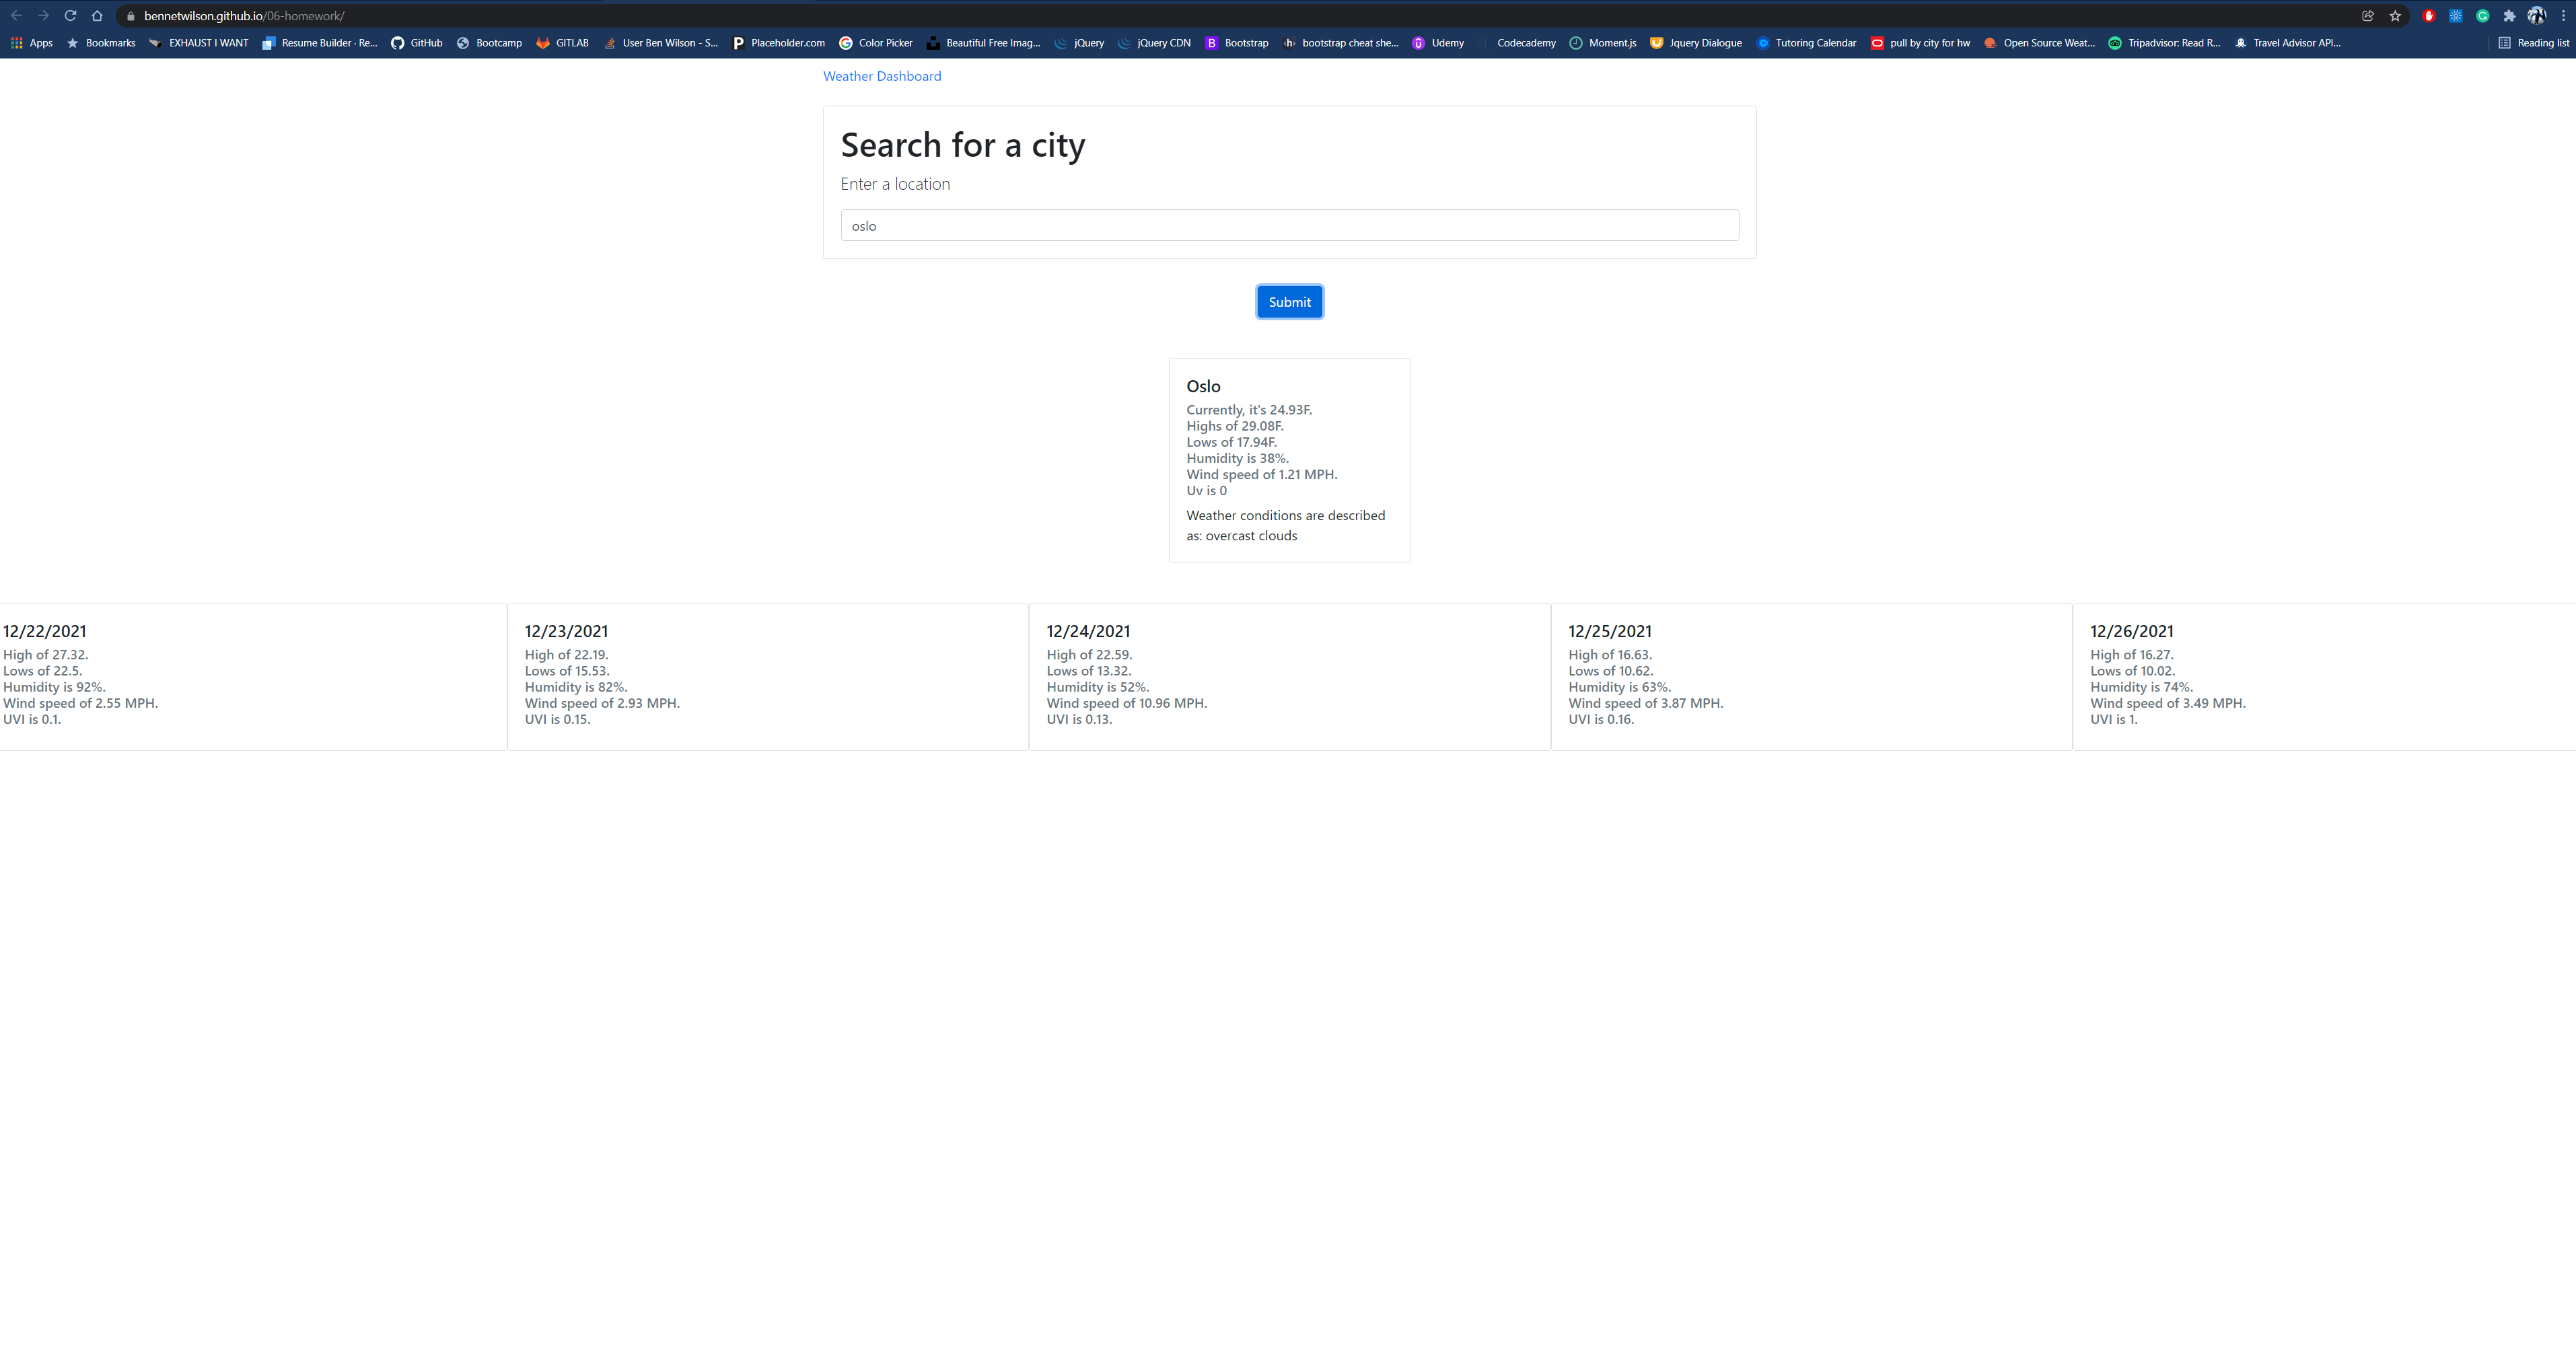 bennetwilson.github.io/06-homework/
Apps Bookmarks EXHAUST I WANT Resume Builder · Re... GitHub Bootcamp GITLAB User Ben Wilson - S... Placeholder.com Color Picker Beautiful Free Imag... jQuery jQuery CDN Bootstrap bootstrap cheat she... Udemy Codecademy Moment.js Jquery Dialogue Tutoring Calendar pull by city for hw Open Source Weat... Tripadvisor: Read R... Travel Advisor API... Reading list
Weather Dashboard
Search for a city
Enter a location
oslo
Submit
Oslo
Currently, it's 24.93F.
Highs of 29.08F.
Lows of 17.94F.
Humidity is 38%.
Wind speed of 1.21 MPH.
Uv is 0
Weather conditions are described
as: overcast clouds
12/22/2021
High of 27.32.
Lows of 22.5.
Humidity is 92%.
Wind speed of 2.55 MPH.
UVI is 0.1.
12/23/2021
High of 22.19.
Lows of 15.53.
Humidity is 82%.
Wind speed of 2.93 MPH.
UVI is 0.15.
12/24/2021
High of 22.59.
Lows of 13.32.
Humidity is 52%.
Wind speed of 10.96 MPH.
UVI is 0.13.
12/25/2021
High of 16.63.
Lows of 10.62.
Humidity is 63%.
Wind speed of 3.87 MPH.
UVI is 0.16.
12/26/2021
High of 16.27.
Lows of 10.02.
Humidity is 74%.
Wind speed of 3.49 MPH.
UVI is 1.